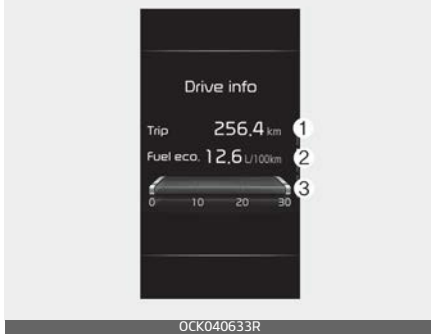 Drive info
Trip 256.4 km 1
Fuel eco. 12.6 L/100km 2
3
0 10 20 30
OCK040633R